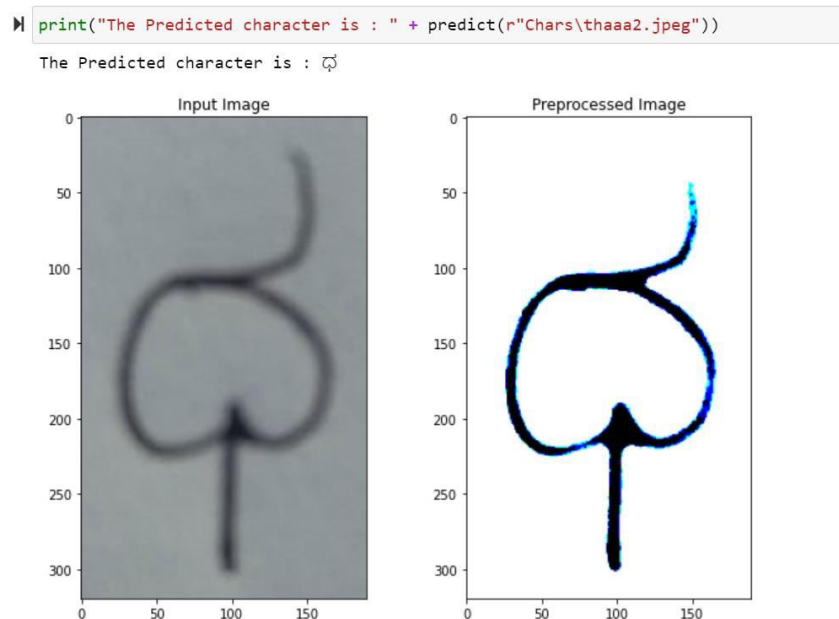 print("The Predicted character is : " + predict(r"Chars\thaaa2.jpeg"))
The Predicted character is :
Input Image
Preprocessed Image
0
50
100
150
200
250
300
0 50 100 150
0
50
100
150
200
250
300
0 50 100 150